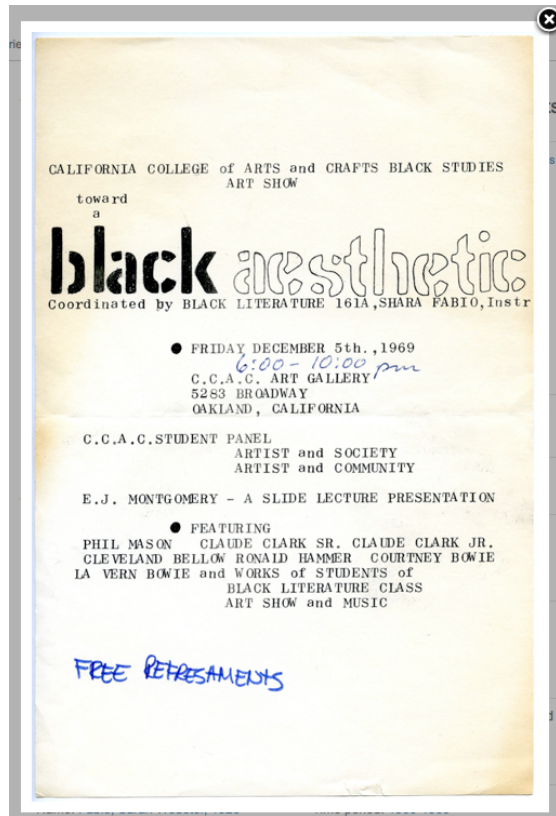 CALIFORNIA COLLEGE of ARTS and CRAFTS BLACK STUDIES
ART SHOW
toward
a
black aesthetic
Coordinated by BLACK LITERATURE 161A,SHARA FABIO,Instr
● FRIDAY DECEMBER 5th.,1969
6:00 - 10:00 pm
C.C.A.C. ART GALLERY
5283 BROADWAY
OAKLAND, CALIFORNIA
C.C.A.C.STUDENT PANEL
ARTIST and SOCIETY
ARTIST and COMMUNITY
E.J. MONTGOMERY - A SLIDE LECTURE PRESENTATION
● FEATURING
PHIL MASON CLAUDE CLARK SR. CLAUDE CLARK JR.
CLEVELAND BELLOW RONALD HAMMER COURTNEY BOWIE
LA VERN BOWIE and WORKS of STUDENTS of
BLACK LITERATURE CLASS
ART SHOW and MUSIC
FREE REFRESHMENTS